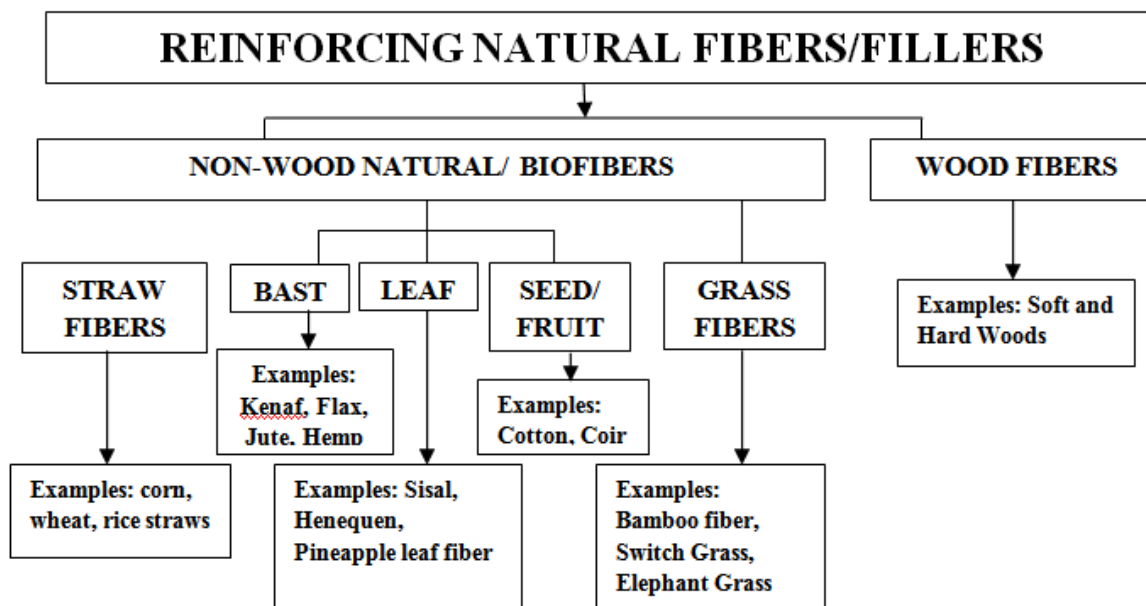 REINFORCING NATURAL FIBERS/FILLERS
NON-WOOD NATURAL/ BIOFIBERS
WOOD FIBERS
STRAW
FIBERS
BAST
LEAF
SEED/
FRUIT
GRASS
FIBERS
Examples: Soft and
Hard Woods
Examples:
Kenaf, Flax,
Jute, Hemp
Examples:
Cotton, Coir
Examples: corn,
wheat, rice straws
Examples: Sisal,
Henequen,
Pineapple leaf fiber
Examples:
Bamboo fiber,
Switch Grass,
Elephant Grass